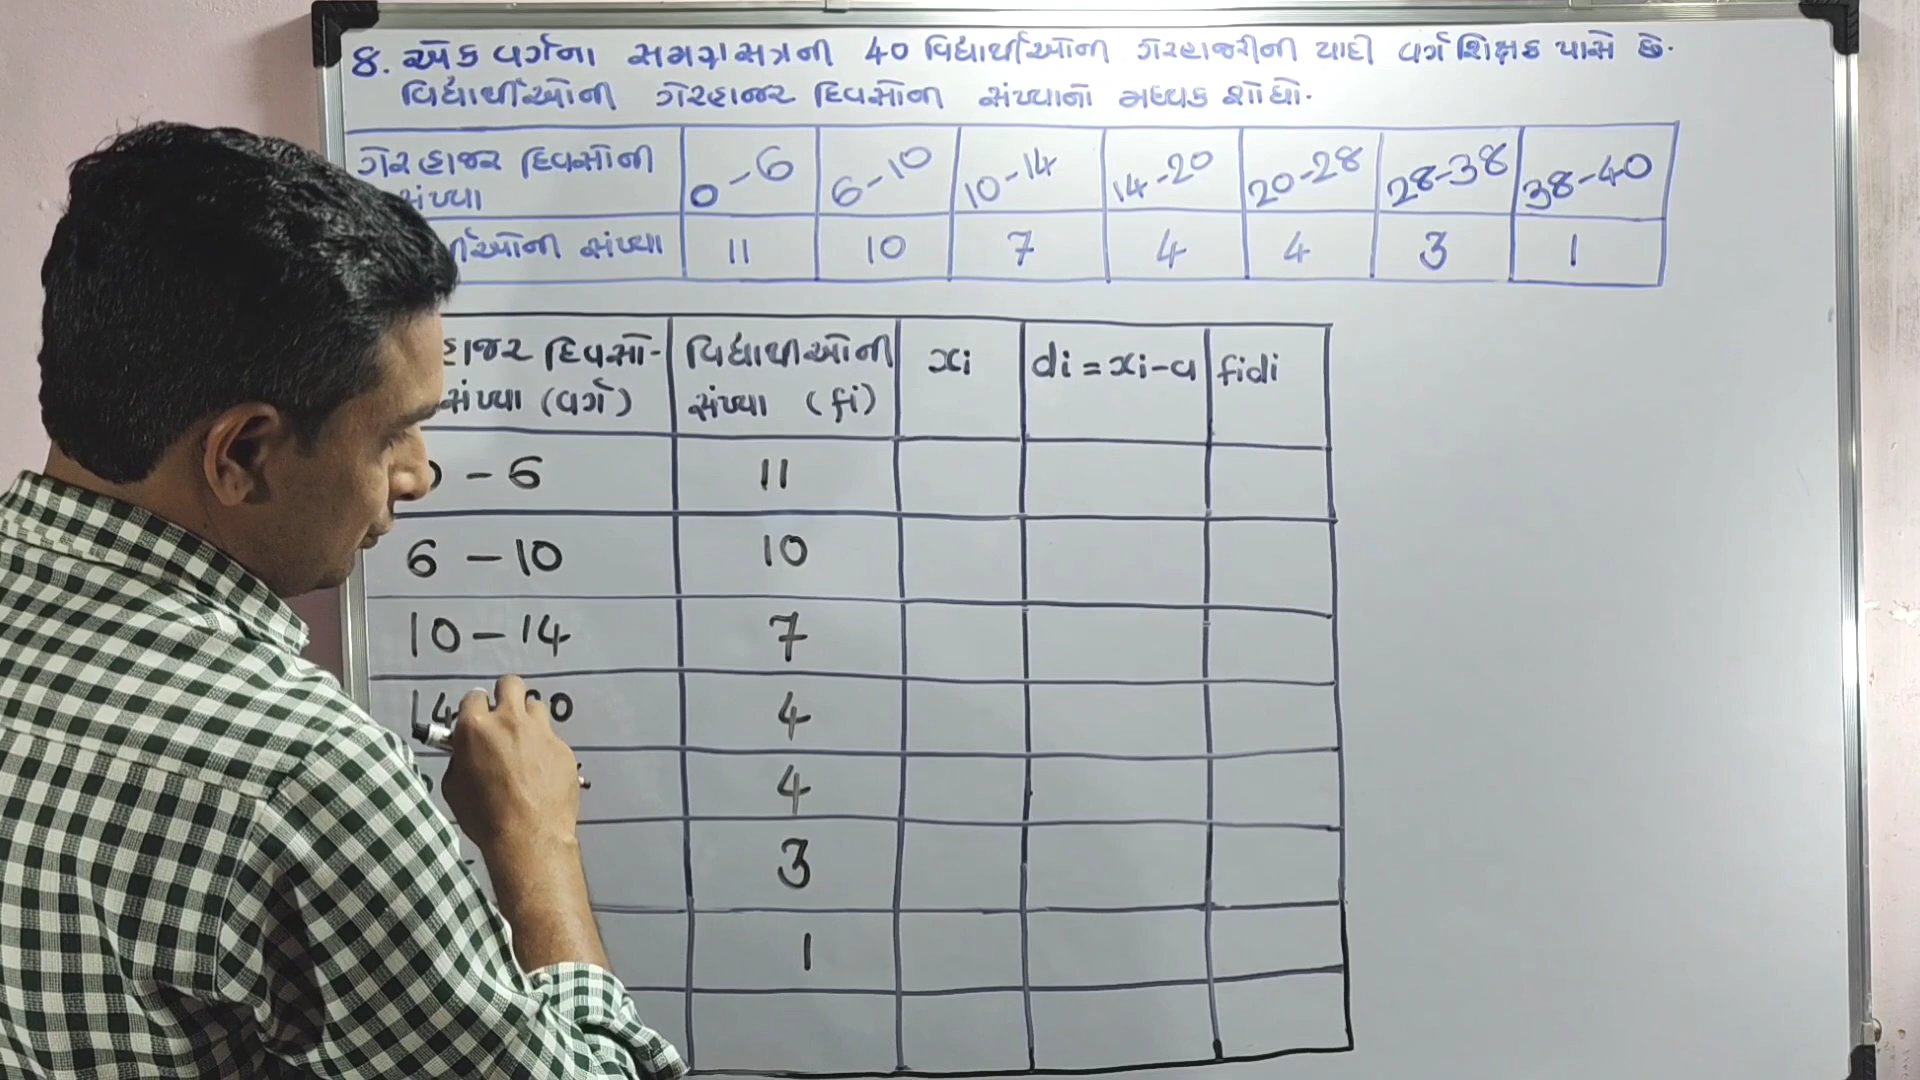 8. એક વર્ગના સમગ્રસત્રની 40 વિદ્યાર્થીઓની ગેરહાજરીની યાદી વર્ગ શિક્ષક પાસે છે.
વિદ્યાર્થીઓની ગેરહાજર દિવસોની સંખ્યાનો મધ્યક શોધો.
ગેરહાજર દિવસોની 0-6 6-10 10-14 14-20 20-28 28-38 38-40
સંખ્યા
સંખ્યા 11 10 7 4 4 3 1
દિવસો- વિદ્યાર્થીઓની xi di = xi-a fidi
સંખ્યા (વર્ગ) સંખ્યા (fi)
- 6 11
6 - 10 10
10 - 14 7
4
4
3
1